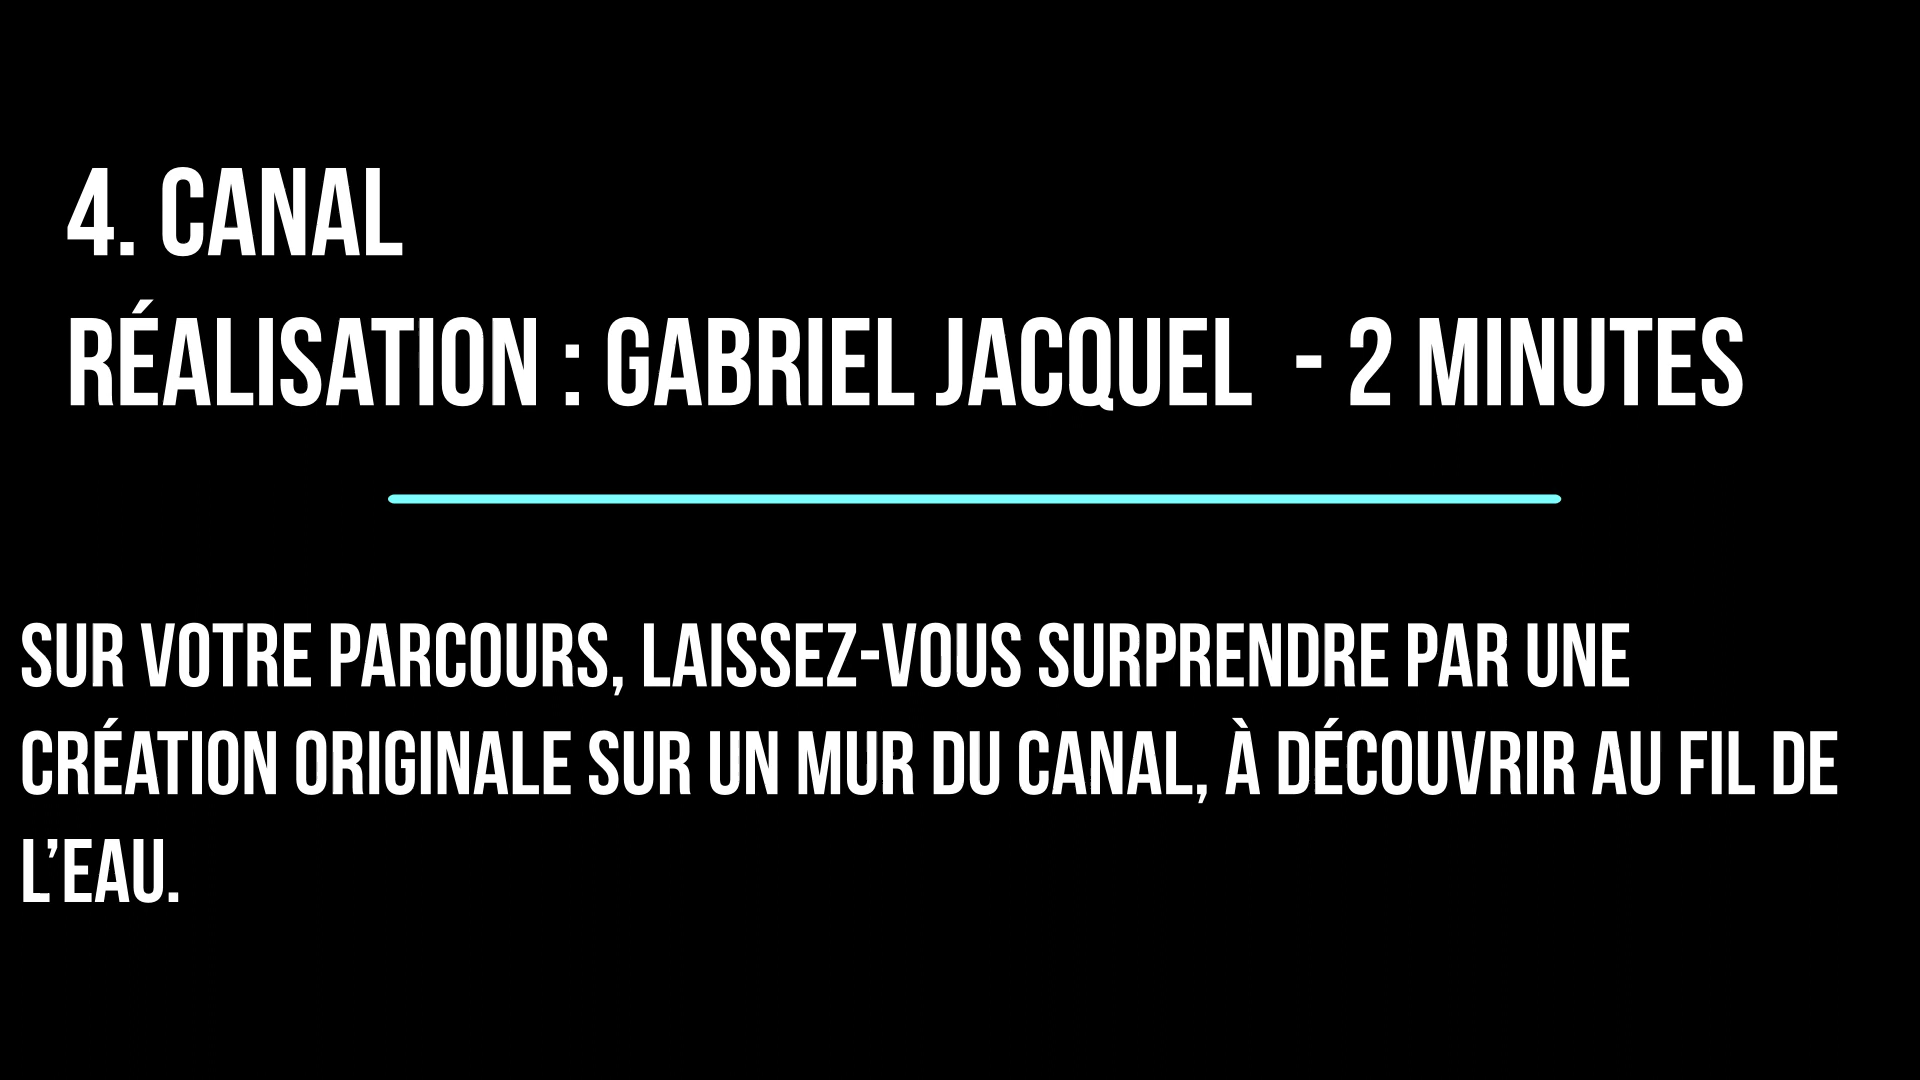 4. CANAL
RÉALISATION : GABRIEL JACQUEL - 2 MINUTES
SUR VOTRE PARCOURS, LAISSEZ-VOUS SURPRENDRE PAR UNE
CRÉATION ORIGINALE SUR UN MUR DU CANAL, À DÉCOUVRIR AU FIL DE
L’EAU.